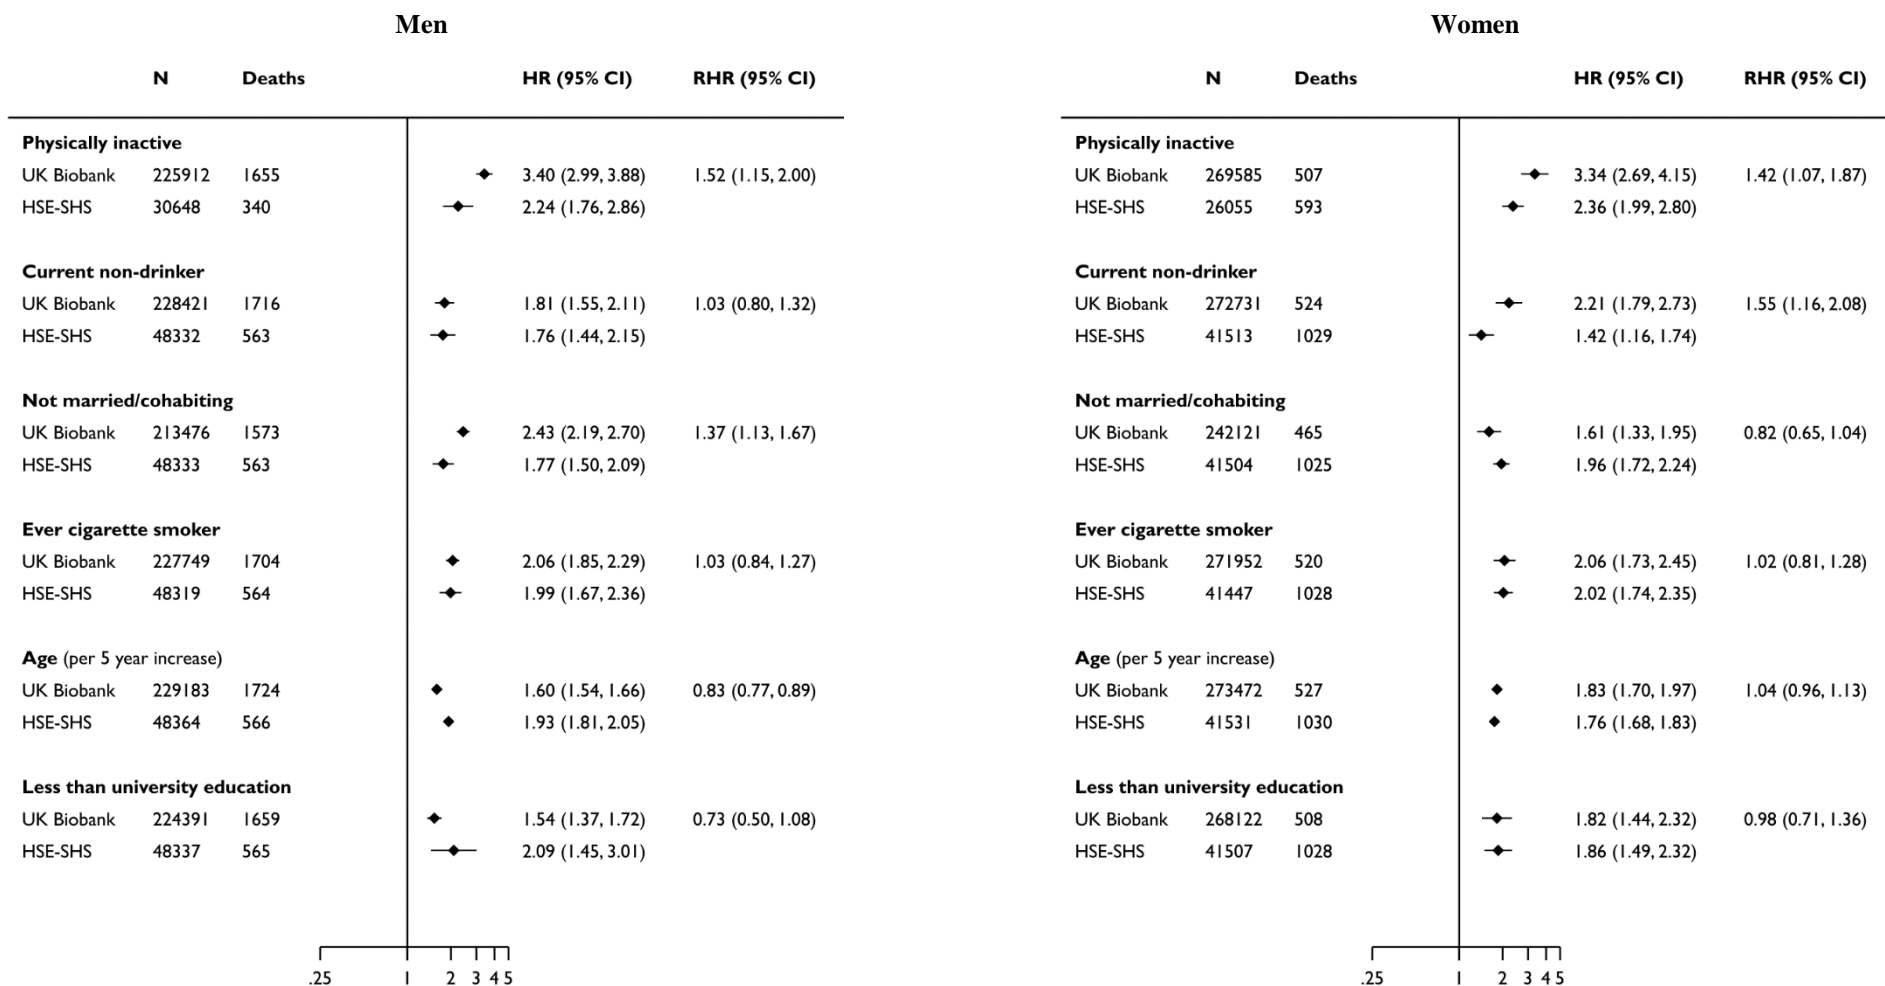 Men
N Deaths HR (95% CI) RHR (95% CI)
Physically inactive
UK Biobank 225912 1655 3.40 (2.99, 3.88) 1.52 (1.15, 2.00)
HSE-SHS 30648 340 2.24 (1.76, 2.86)
Current non-drinker
UK Biobank 228421 1716 1.81 (1.55, 2.11) 1.03 (0.80, 1.32)
HSE-SHS 48332 563 1.76 (1.44, 2.15)
Not married/cohabiting
UK Biobank 213476 1573 2.43 (2.19, 2.70) 1.37 (1.13, 1.67)
HSE-SHS 48333 563 1.77 (1.50, 2.09)
Ever cigarette smoker
UK Biobank 227749 1704 2.06 (1.85, 2.29) 1.03 (0.84, 1.27)
HSE-SHS 48319 564 1.99 (1.67, 2.36)
Age (per 5 year increase)
UK Biobank 229183 1724 1.60 (1.54, 1.66) 0.83 (0.77, 0.89)
HSE-SHS 48364 566 1.93 (1.81, 2.05)
Less than university education
UK Biobank 224391 1659 1.54 (1.37, 1.72) 0.73 (0.50, 1.08)
HSE-SHS 48337 565 2.09 (1.45, 3.01)
.25 1 2 3 4 5
Women
N Deaths HR (95% CI) RHR (95% CI)
Physically inactive
UK Biobank 269585 507 3.34 (2.69, 4.15) 1.42 (1.07, 1.87)
HSE-SHS 26055 593 2.36 (1.99, 2.80)
Current non-drinker
UK Biobank 272731 524 2.21 (1.79, 2.73) 1.55 (1.16, 2.08)
HSE-SHS 41513 1029 1.42 (1.16, 1.74)
Not married/cohabiting
UK Biobank 242121 465 1.61 (1.33, 1.95) 0.82 (0.65, 1.04)
HSE-SHS 41504 1025 1.96 (1.72, 2.24)
Ever cigarette smoker
UK Biobank 271952 520 2.06 (1.73, 2.45) 1.02 (0.81, 1.28)
HSE-SHS 41447 1028 2.02 (1.74, 2.35)
Age (per 5 year increase)
UK Biobank 273472 527 1.83 (1.70, 1.97) 1.04 (0.96, 1.13)
HSE-SHS 41531 1030 1.76 (1.68, 1.83)
Less than university education
UK Biobank 268122 508 1.82 (1.44, 2.32) 0.98 (0.71, 1.36)
HSE-SHS 41507 1028 1.86 (1.49, 2.32)
.25 1 2 3 4 5